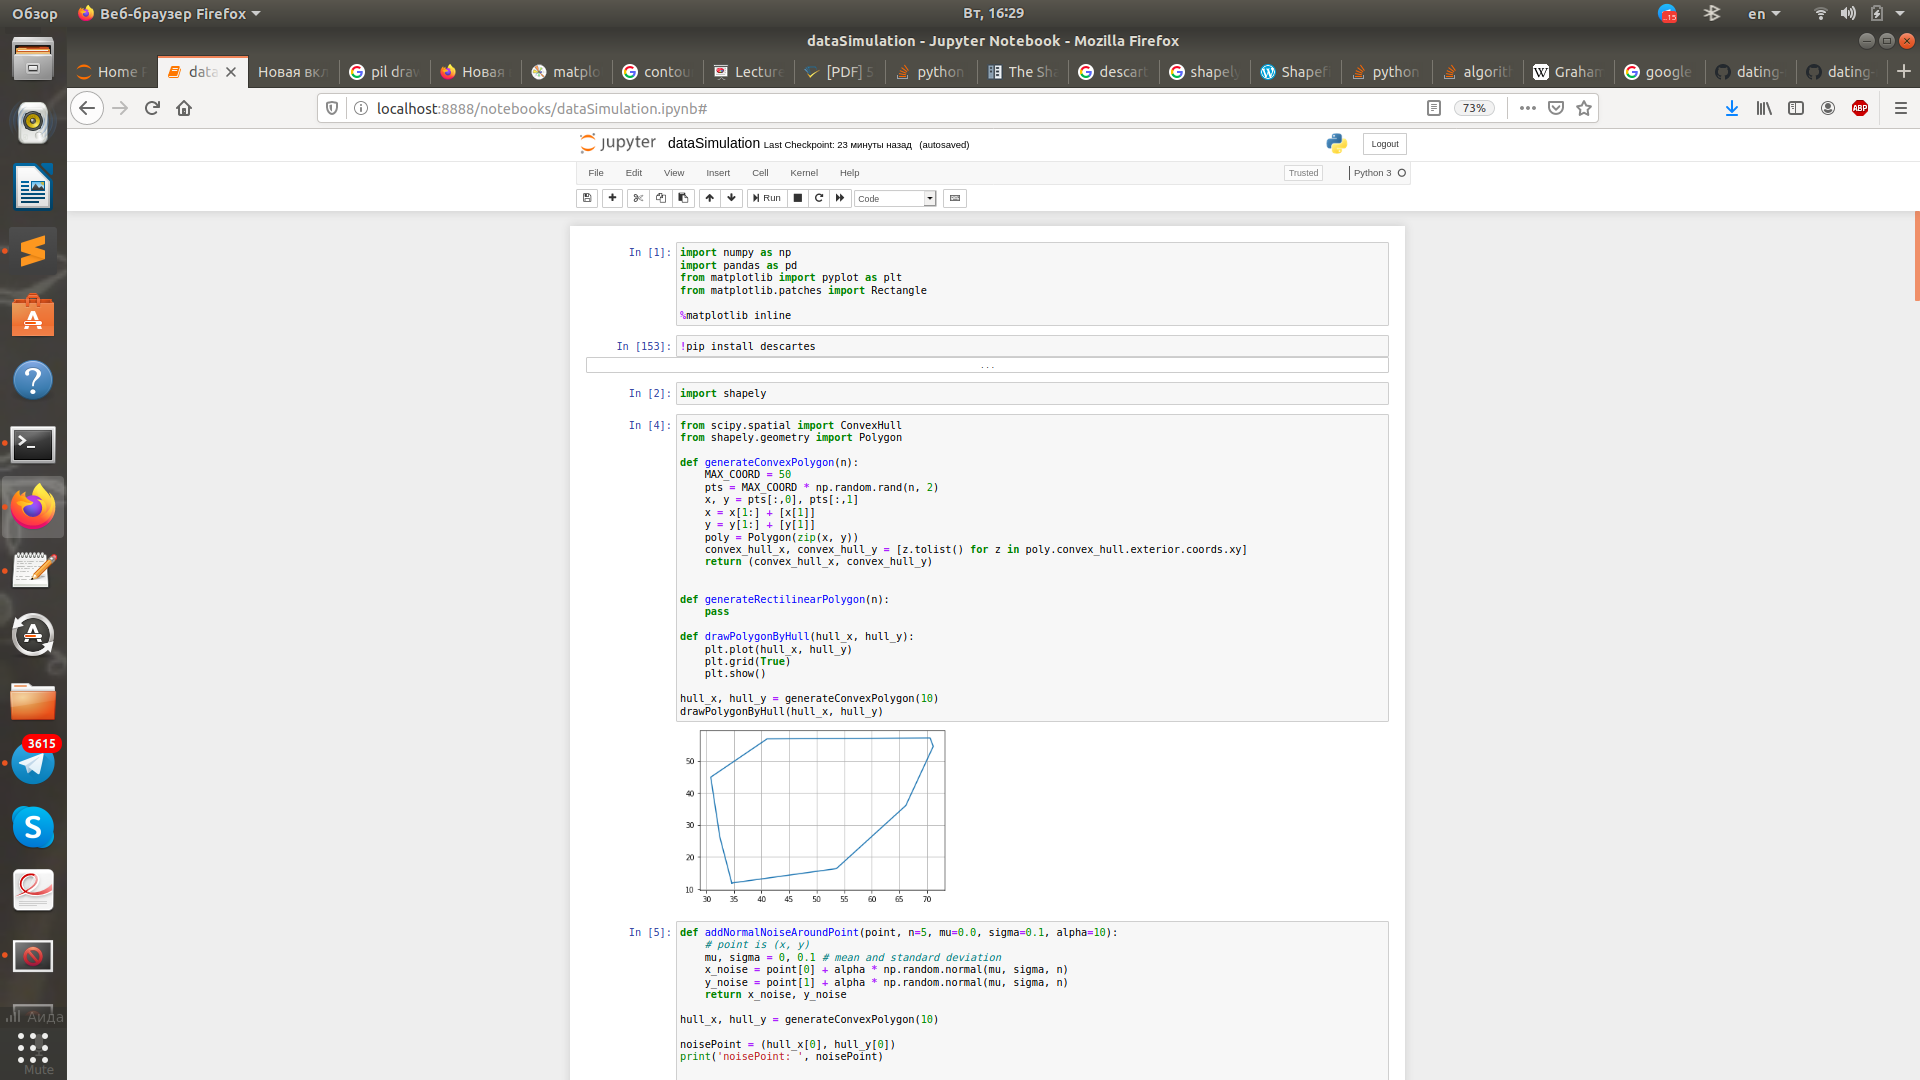 Обзор
Веб-браузер Firefox
Вт, 16:29
15
en
dataSimulation - Jupyter Notebook - Mozilla Firefox
Home
data
Новая вкл
pil draw
Новая
matplo
contou
Lecture
[PDF] S
python
The Sha
descart
shapely
Shapef
python
algorit
Graham
google
dating-
dating-
localhost:8888/notebooks/dataSimulation.ipynb#
73%
ABP
jupyter dataSimulation Last Checkpoint: 23 минуты назад (autosaved)
Logout
File Edit View Insert Cell Kernel Help
Trusted
Python 3
Run
Code
In [1]:
import numpy as np
import pandas as pd
from matplotlib import pyplot as plt
from matplotlib.patches import Rectangle
%matplotlib inline
In [153]:
!pip install descartes
...
In [2]:
import shapely
In [4]:
from scipy.spatial import ConvexHull
from shapely.geometry import Polygon
def generateConvexPolygon(n):
MAX_COORD = 50
pts = MAX_COORD * np.random.rand(n, 2)
x, y = pts[:,0], pts[:,1]
x = x[1:] + [x[1]]
y = y[1:] + [y[1]]
poly = Polygon(zip(x, y))
convex_hull_x, convex_hull_y = [z.tolist() for z in poly.convex_hull.exterior.coords.xy]
return (convex_hull_x, convex_hull_y)
def generateRectilinearPolygon(n):
pass
def drawPolygonByHull(hull_x, hull_y):
plt.plot(hull_x, hull_y)
plt.grid(True)
plt.show()
hull_x, hull_y = generateConvexPolygon(10)
drawPolygonByHull(hull_x, hull_y)
50
40
30
20
10
30 35 40 45 50 55 60 65 70
In [5]:
def addNormalNoiseAroundPoint(point, n=5, mu=0.0, sigma=0.1, alpha=10):
# point is (x, y)
mu, sigma = 0, 0.1 # mean and standard deviation
x_noise = point[0] + alpha * np.random.normal(mu, sigma, n)
y_noise = point[1] + alpha * np.random.normal(mu, sigma, n)
return x_noise, y_noise
hull_x, hull_y = generateConvexPolygon(10)
noisePoint = (hull_x[0], hull_y[0])
print('noisePoint: ', noisePoint)
3615
Аида
Mute